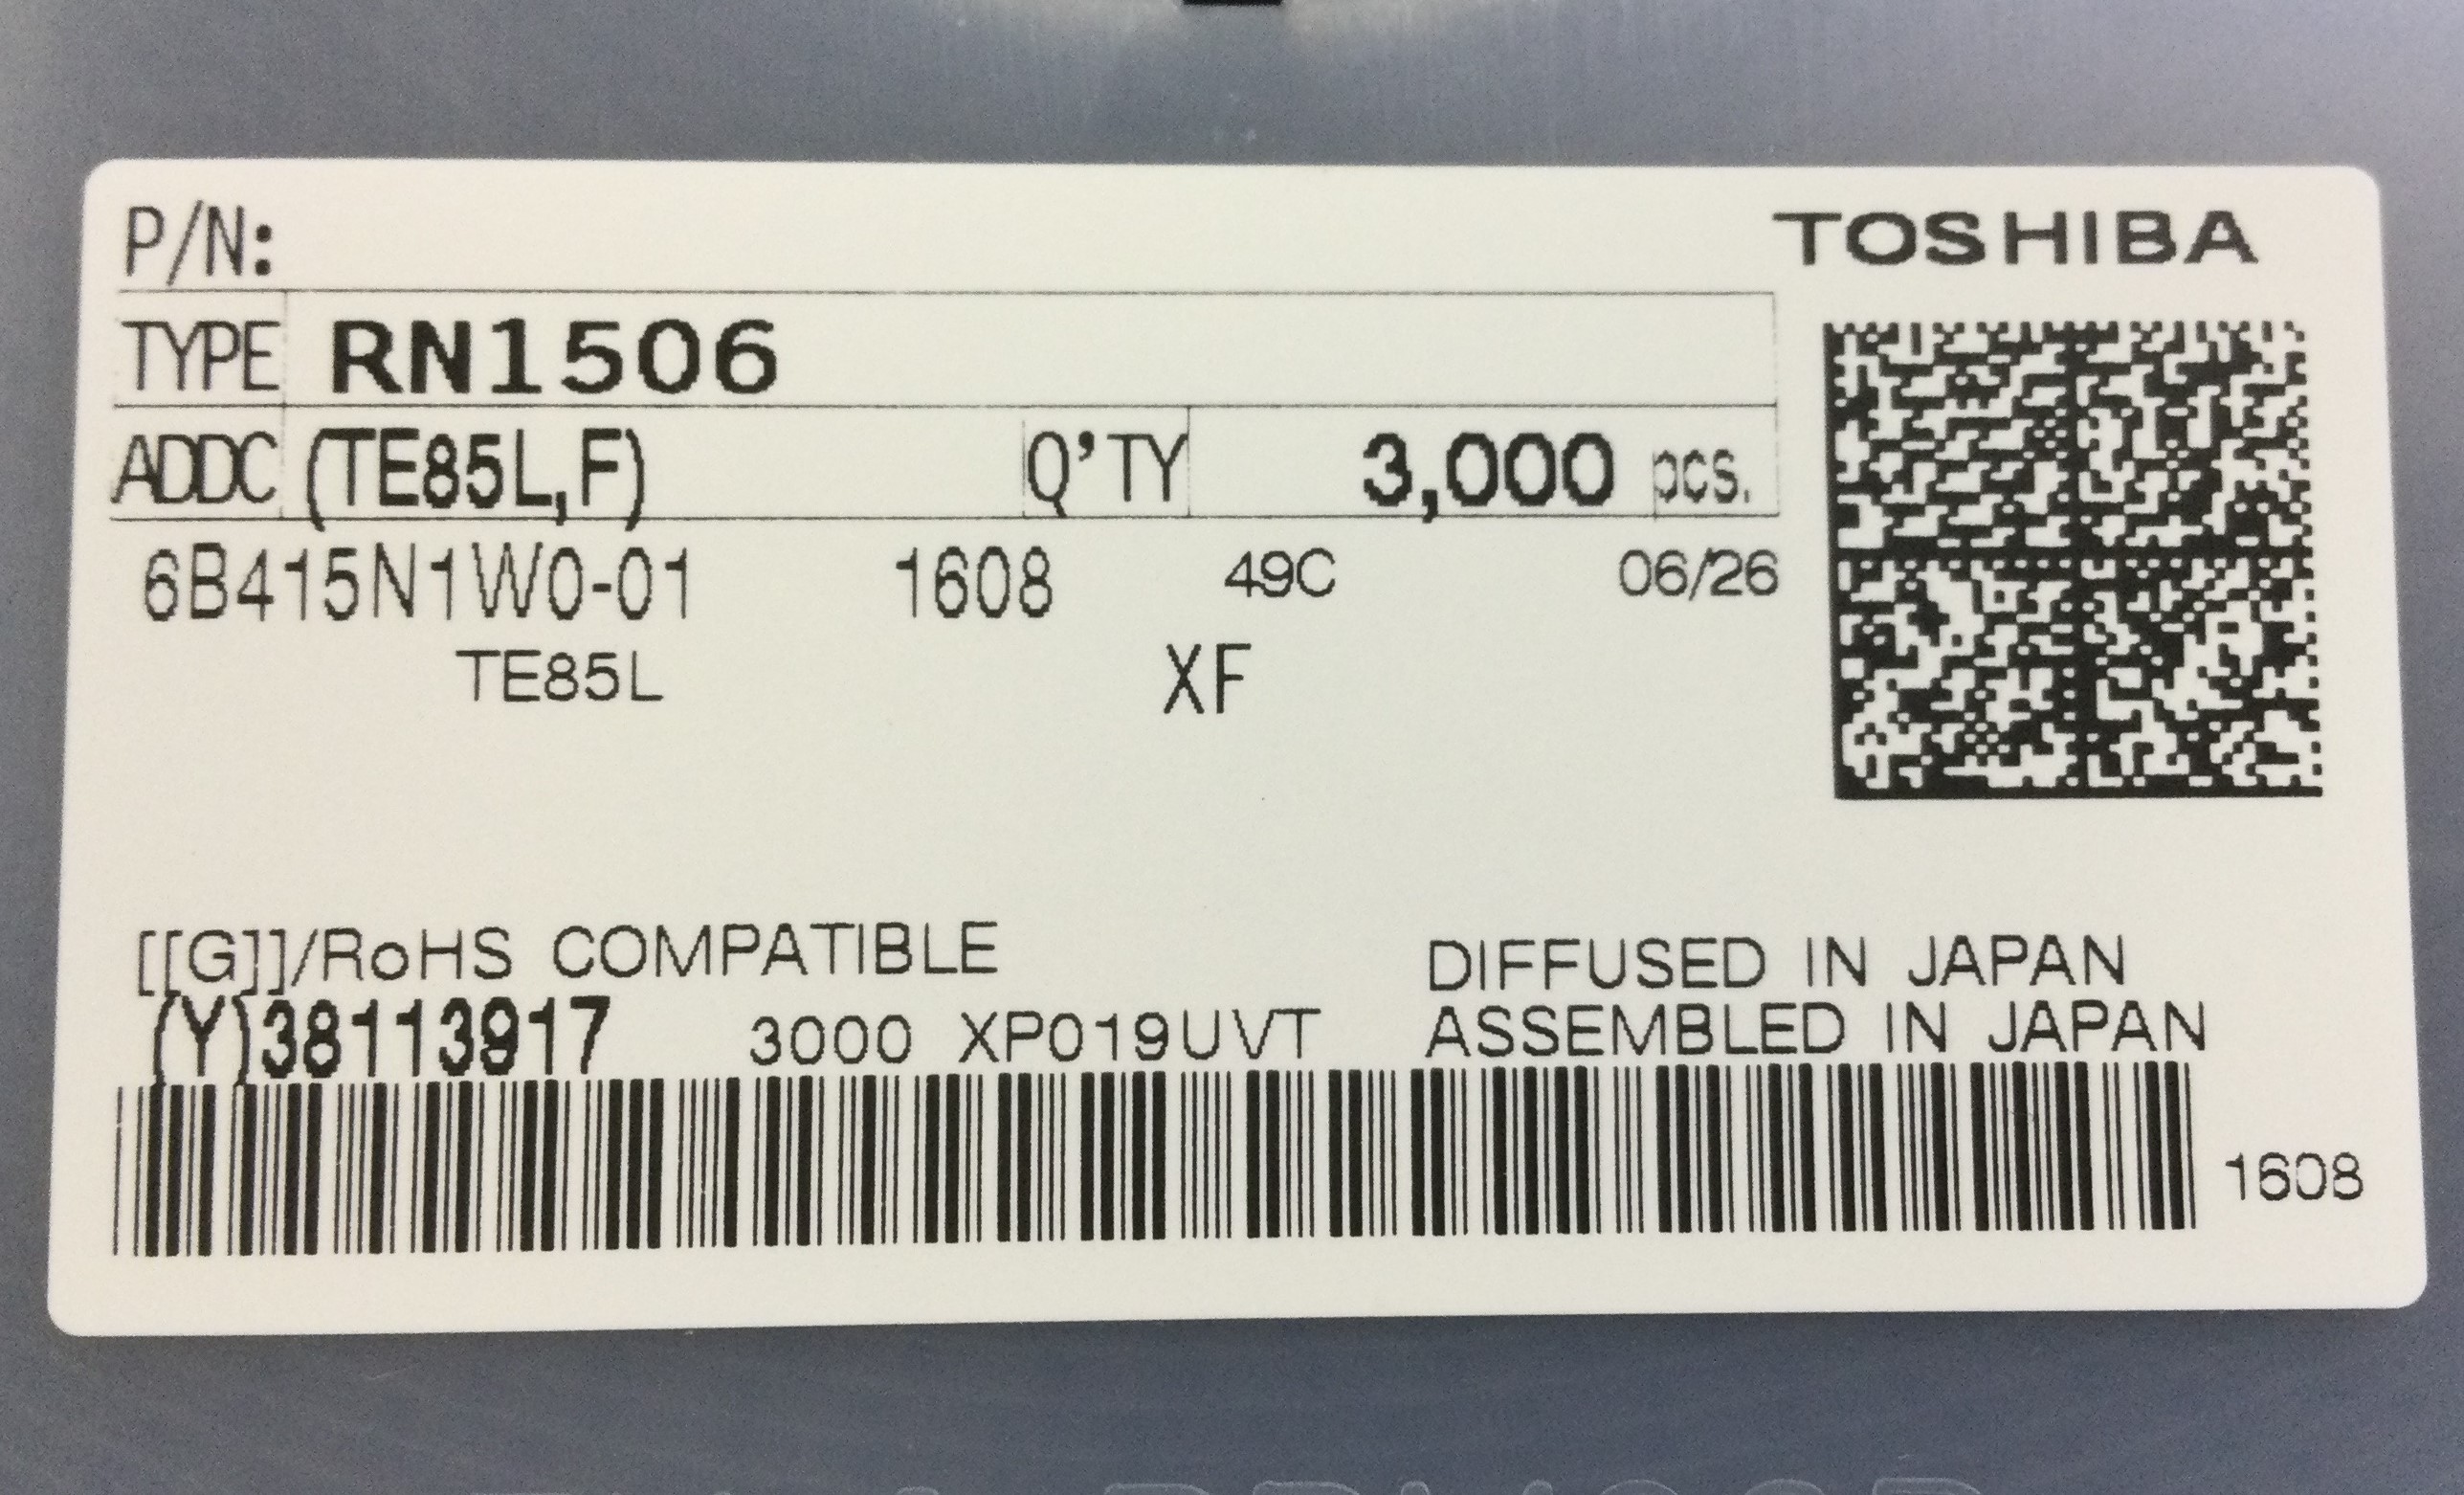 P/N:
TOSHIBA
TYPE RN1506
ADDC (TE85L,F) Q'TY 3,000 pcs.
6B415N1W0-01 1608 49C 06/26
TE85L XF
[[G]]/RoHS COMPATIBLE DIFFUSED IN JAPAN
(Y)38113917 3000 XP019UVT ASSEMBLED IN JAPAN
1608